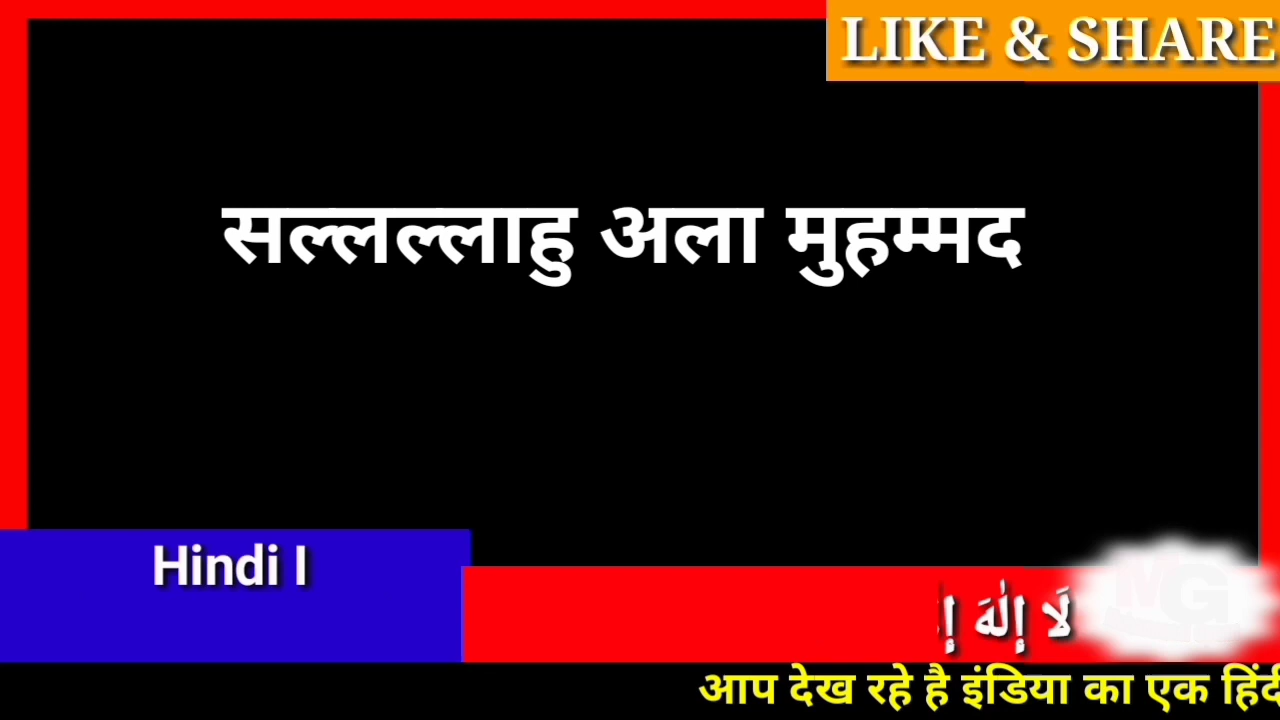 LIKE & SHARE
सल्लल्लाहु अला मुहम्मद
Hindi I
لَا إِلٰهَ
आप देख रहे है इंडिया का एक हिंदी